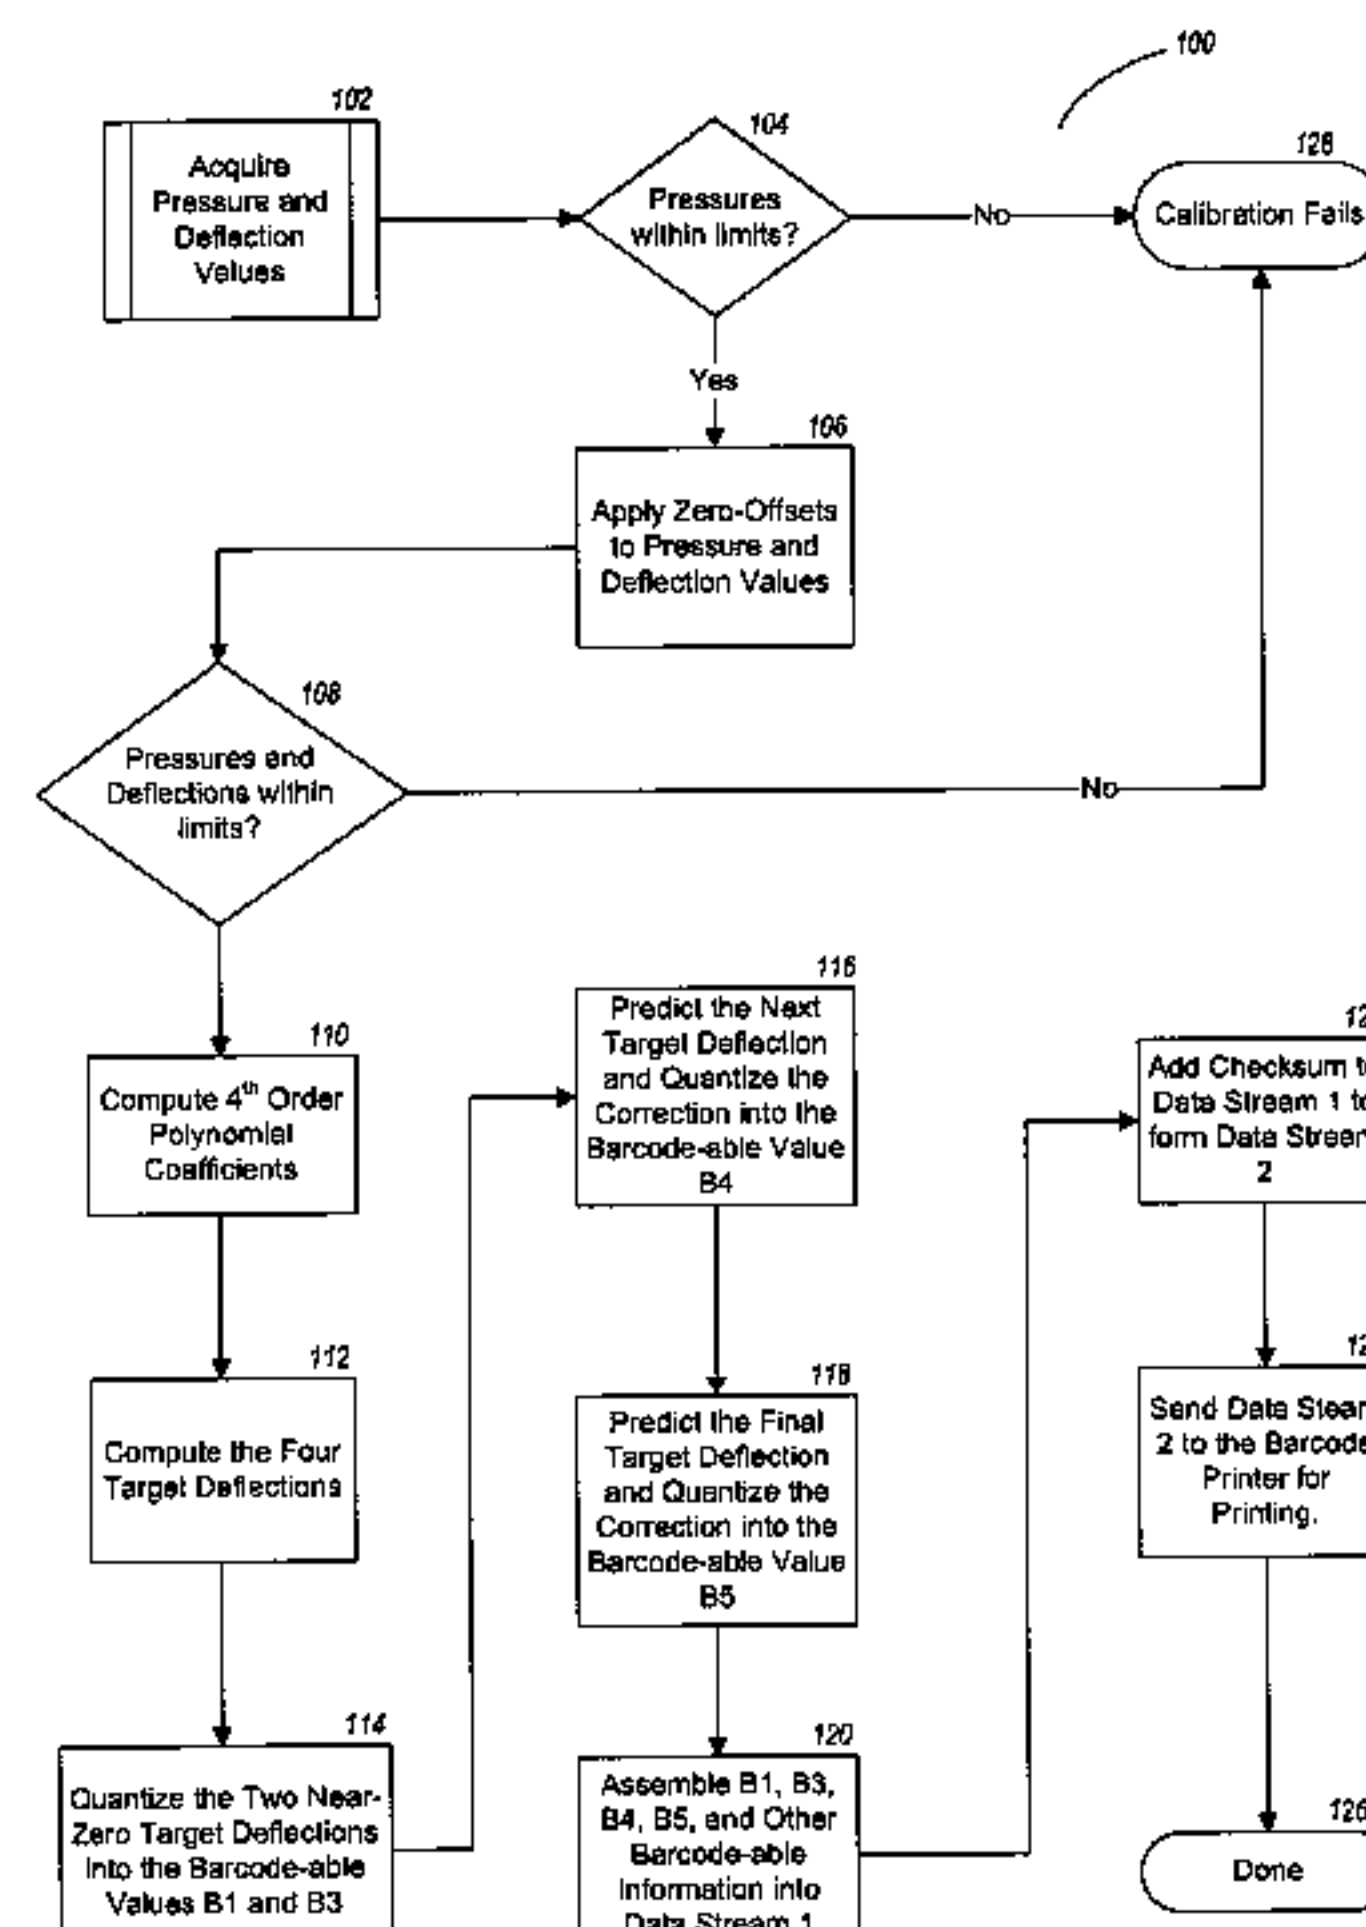 100
102
Acquire
Pressure and
Deflection
Values
104
Pressures
within limits?
No
128
Calibration Fails
Yes
106
Apply Zero-Offsets
to Pressure and
Deflection Values
108
Pressures and
Deflections within
limits?
No
110
Compute 4th Order
Polynomial
Coefficients
112
Compute the Four
Target Deflections
114
Quantize the Two Near-
Zero Target Deflections
Into the Barcode-able
Values B1 and B3
116
Predict the Next
Target Deflection
and Quantize the
Correction into the
Barcode-able Value
B4
118
Predict the Final
Target Deflection
and Quantize the
Correction into the
Barcode-able Value
B5
120
Assemble B1, B3,
B4, B5, and Other
Barcode-able
Information into
Data Stream 1
12
Add Checksum
Data Stream 1
form Data
2
12
Send Data
2 to the Barcode
Printer for
Printing.
126
Done